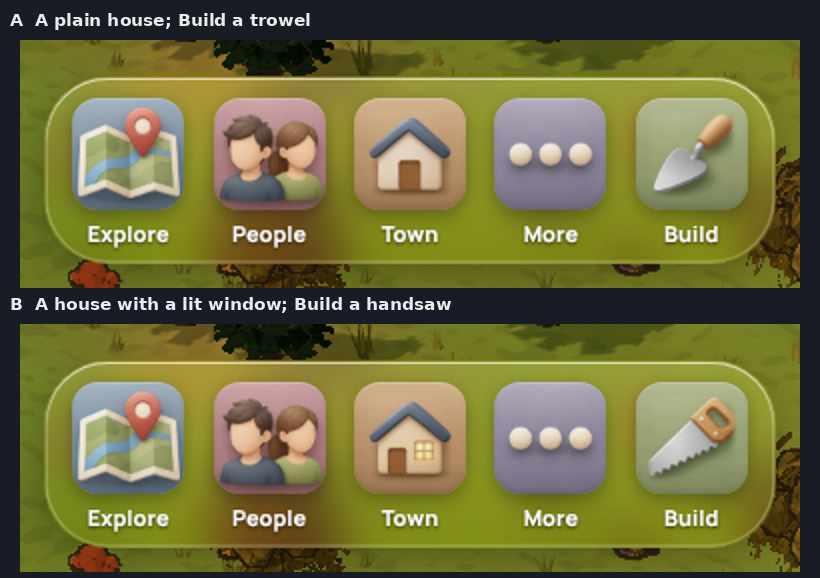 A A plain house; Build a trowel
Explore People Town More Build
B A house with a lit window; Build a handsaw
Explore People Town More Build